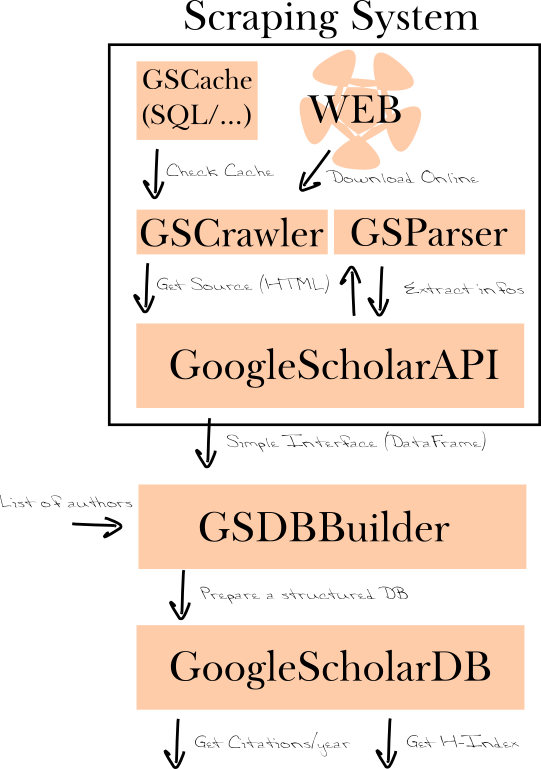 Scraping System
GSCache
(SQL/...)
WEB
Check Cache
Download Online
GSCrawler
GSParser
Get Source (HTML)
Extract infos
GoogleScholarAPI
Simple Interface (DataFrame)
List of authors
GSDBBuilder
Prepare a structured DB
GoogleScholarDB
Get Citations/year
Get H-Index